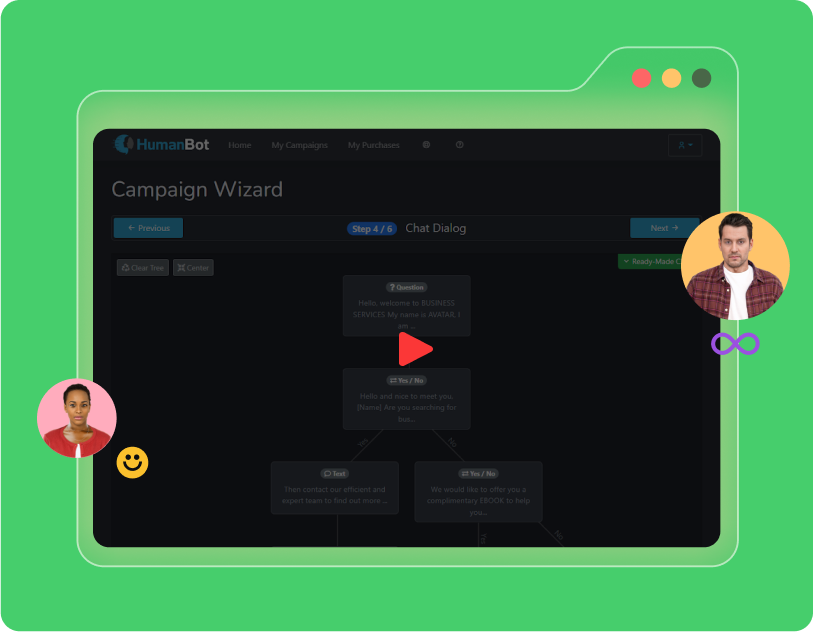 HumanBot
Home
My Campaigns
My Purchases
Campaign Wizard
← Previous
Step 4 / 6
Chat Dialog
Next →
Clear Tree
Center
Ready-Made C
? Question
Hello, welcome to BUSINESS
SERVICES My name is AVATAR, I
am ...
Yes / No
Hello and nice to meet you.
[Name] Are you searching for
bus...
Yes
No
Text
Then contact our efficient and
expert team to find out more ...
Yes / No
We would like to offer you a
complimentary EBOOK to help
you...
Yes
No